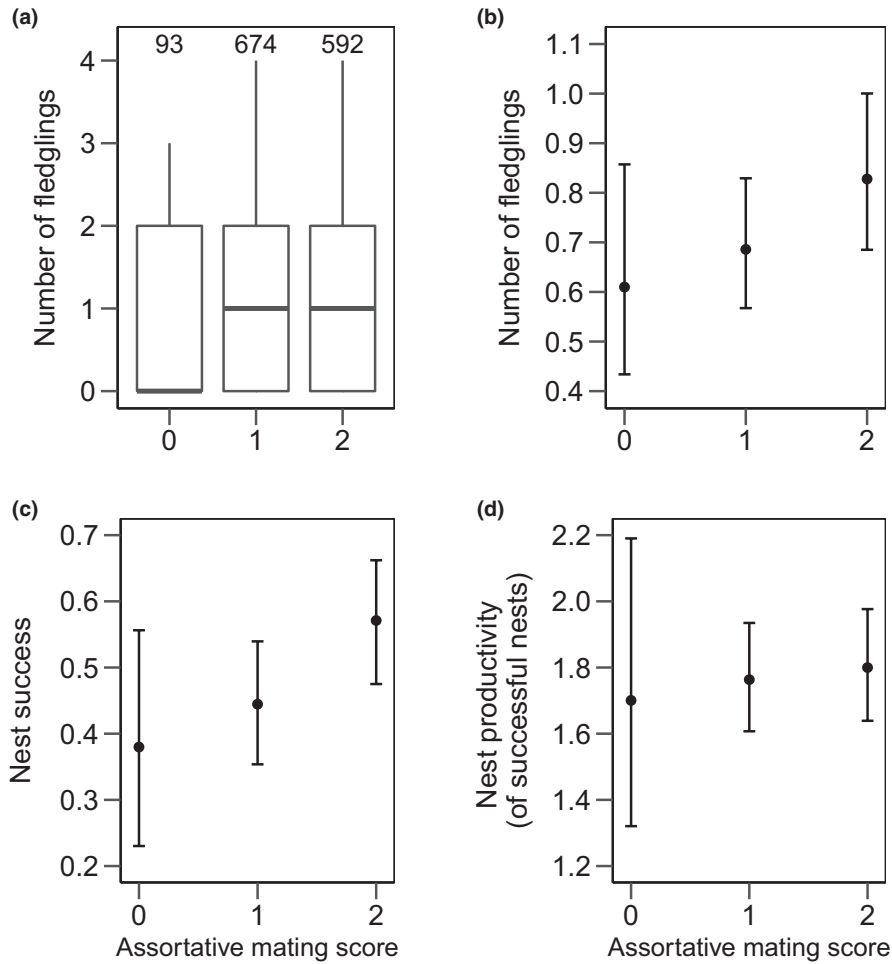 (a)
93 674 592
Number of fledglings
4
3
2
1
0
0 1 2
(b)
Number of fledglings
1.1
1.0
0.9
0.8
0.7
0.6
0.5
0.4
0 1 2
(c)
Nest success
0.7
0.6
0.5
0.4
0.3
0.2
0 1 2
Assortative mating score
(d)
Nest productivity
(of successful nests)
2.2
2.0
1.8
1.6
1.4
1.2
0 1 2
Assortative mating score